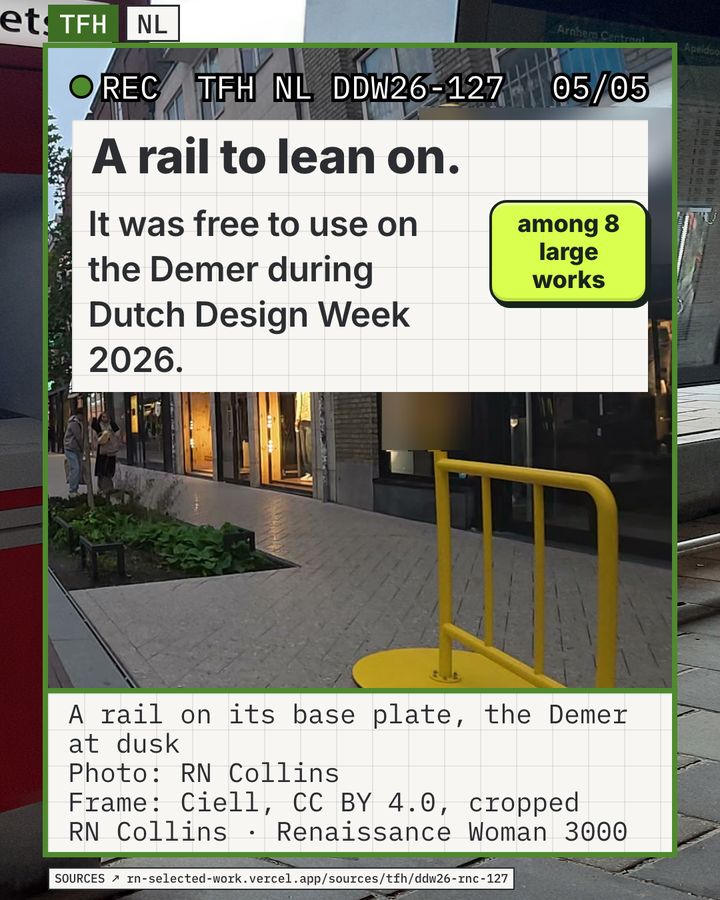 ets
TFH NL
Arnhem Centraal
REC TFH NL DDW26-127 05/05
A rail to lean on.
It was free to use on
the Demer during
Dutch Design Week
2026.
among 8
large
works
A rail on its base plate, the Demer
at dusk
Photo: RN Collins
Frame: Ciell, CC BY 4.0, cropped
RN Collins · Renaissance Woman 3000
SOURCES ↗ rn-selected-work.vercel.app/sources/tfh/ddw26-rnc-127